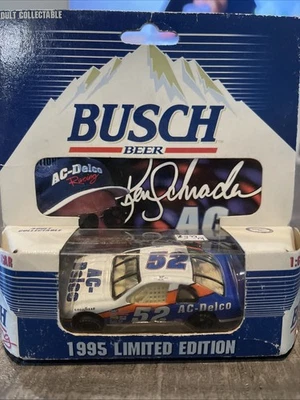 ADULT COLLECTABLE
BUSCH
BEER
AC-Delco
Racing
Ken Schrader
AC
52
AC-Delco
52
1995 LIMITED EDITION